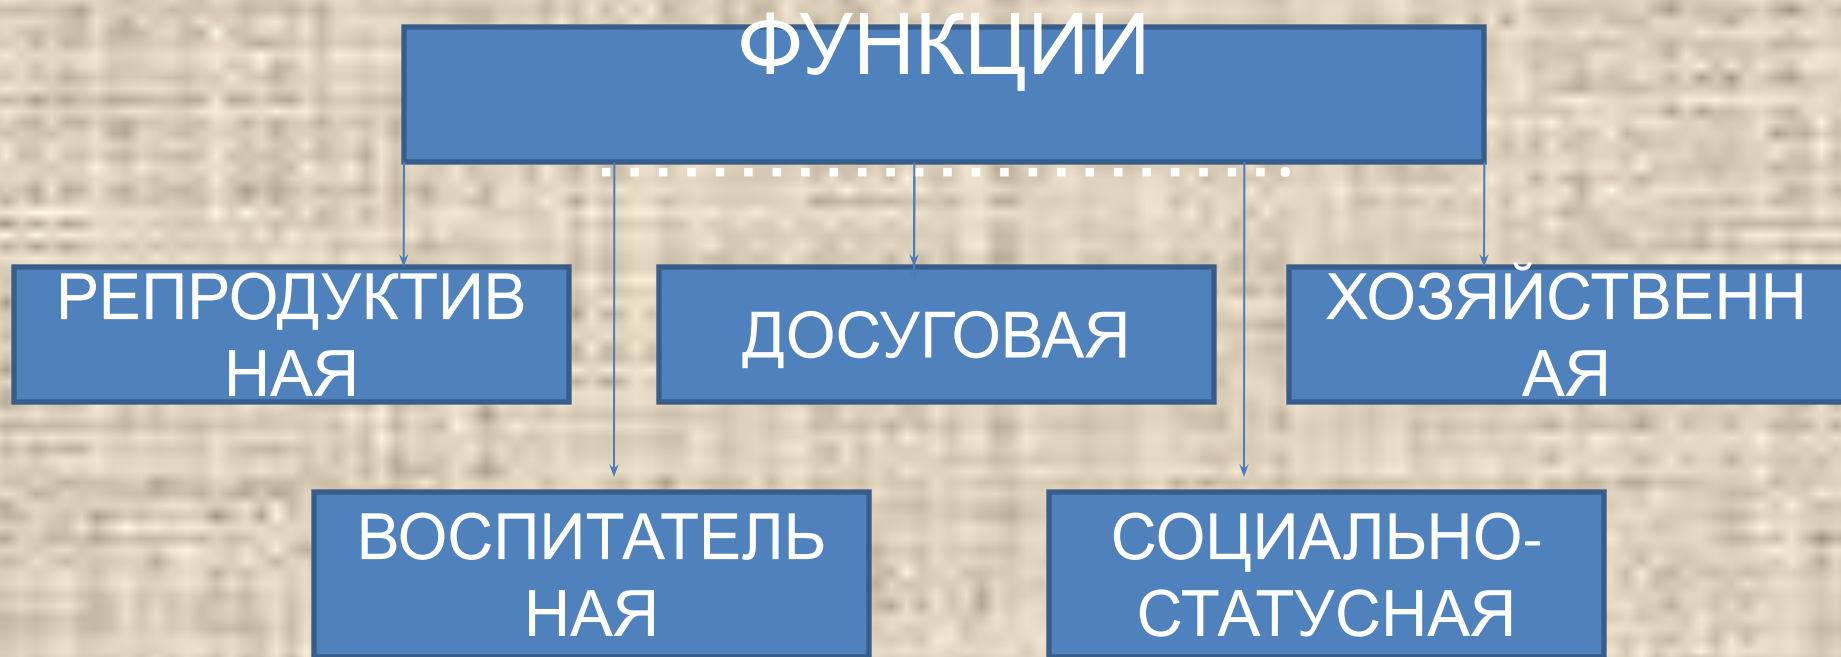 ФУНКЦИИ
.........................
РЕПРОДУКТИВ
НАЯ
ДОСУГОВАЯ
ХОЗЯЙСТВЕНН
АЯ
ВОСПИТАТЕЛЬ
НАЯ
СОЦИАЛЬНО-
СТАТУСНАЯ